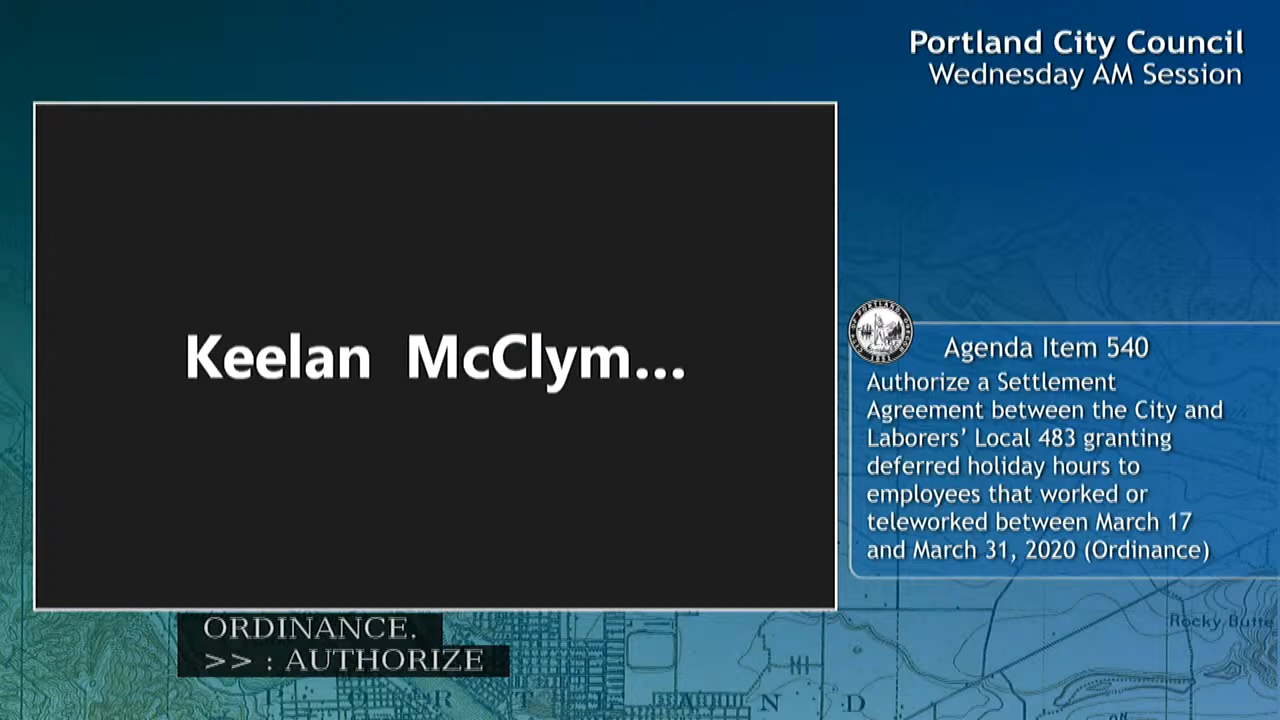 Portland City Council
Wednesday AM Session
Keelan McClym...
Agenda Item 540
Authorize a Settlement
Agreement between the City and
Laborers' Local 483 granting
deferred holiday hours to
employees that worked or
teleworked between March 17
and March 31, 2020 (Ordinance)
ORDINANCE.
>> : AUTHORIZE
Rocky Butte
P O R T L A N D